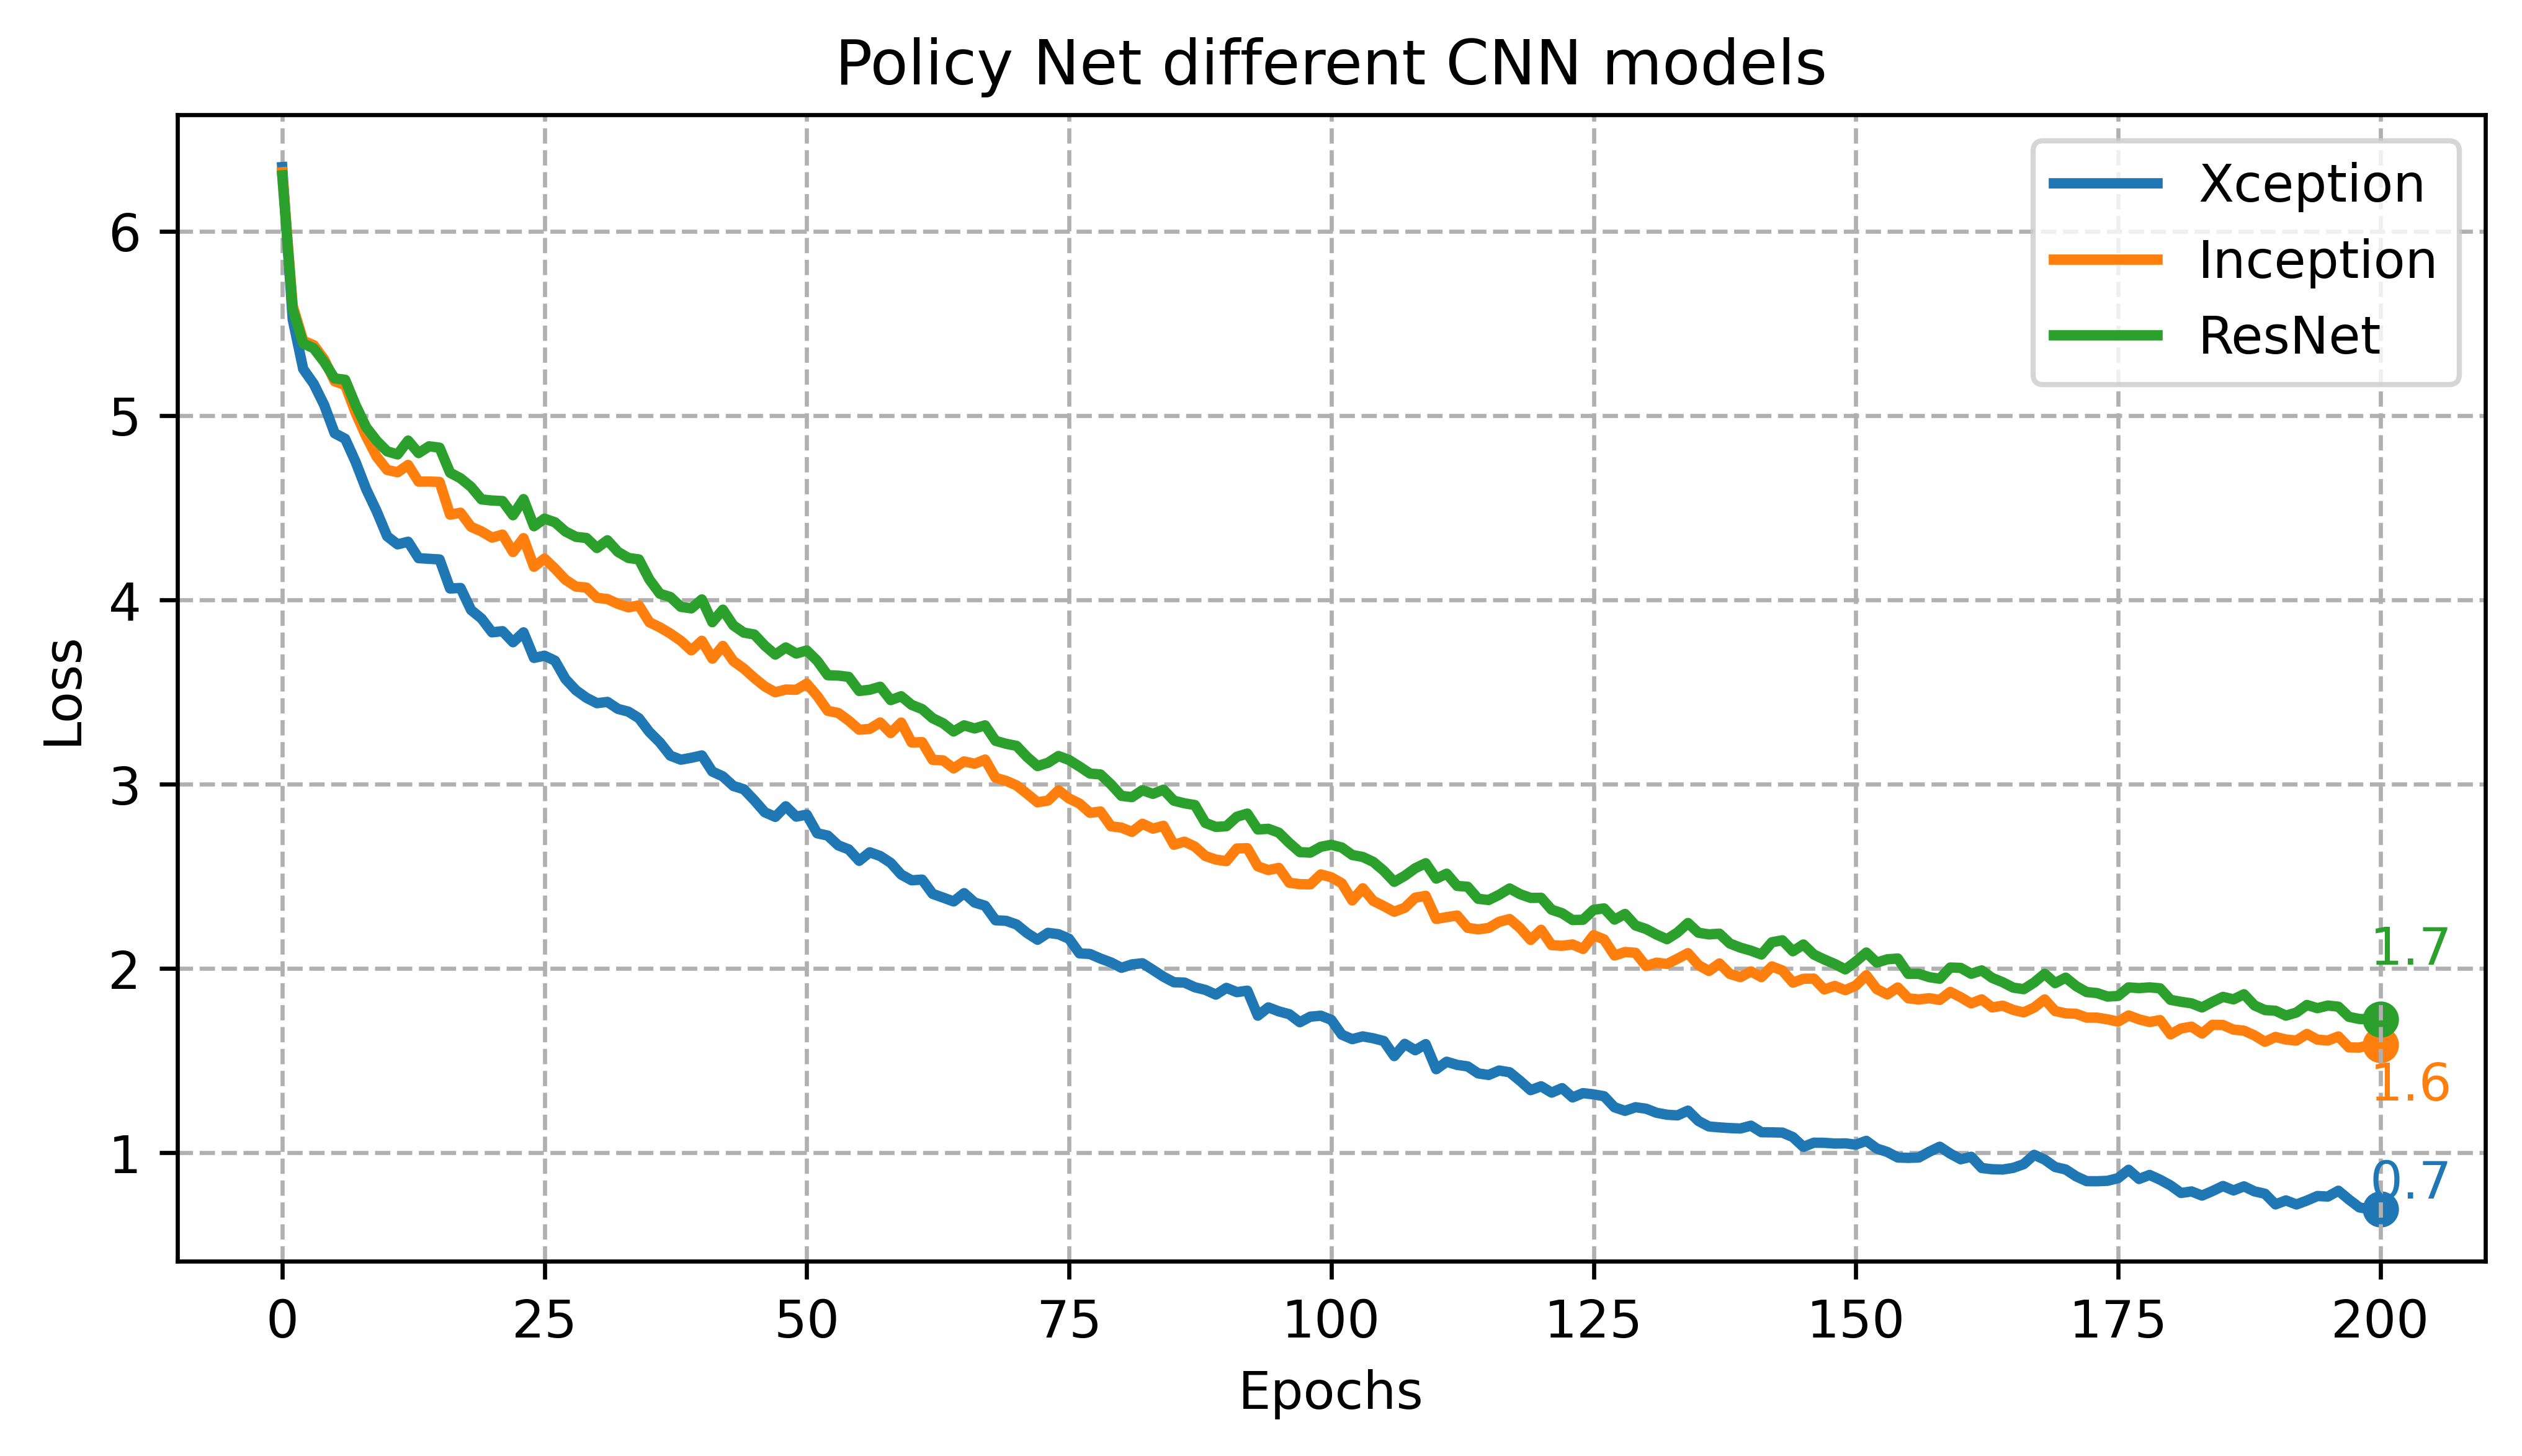 Policy Net different CNN models
Xception
Inception
ResNet
6
5
4
3
2
1
Loss
1.7
1.6
0.7
0 25 50 75 100 125 150 175 200
Epochs